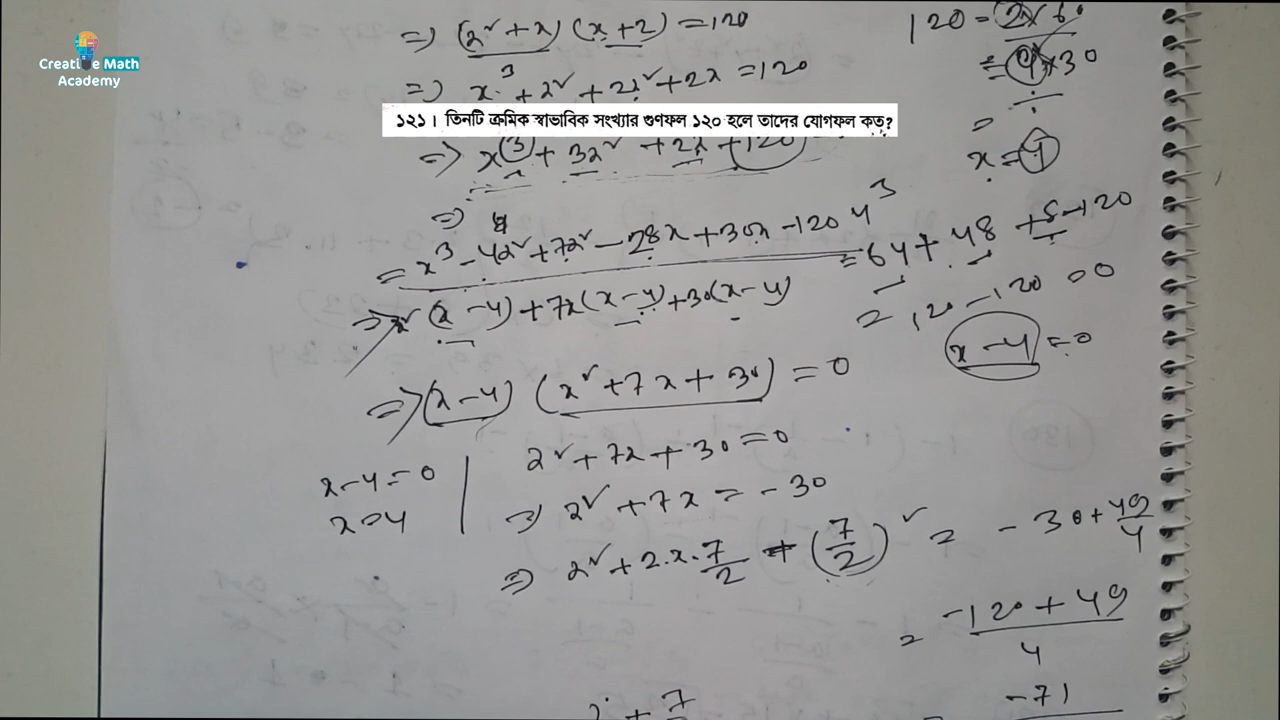 Creative Math
Academy
=> (x² + x) (x + 2) = 120
=> x³ + x² + 2x² + 2x = 120
১২১। তিনটি ক্রমিক স্বাভাবিক সংখ্যার গুণফল ১২০ হলে তাদের যোগফল কত?
=> x³ + 3x² + 2x + 120
=>
= x³ - 4x² + 7x² - 28x + 30x - 120
=> x² (x - 4) + 7x (x - 4) + 30 (x - 4)
=> (x - 4) (x² + 7x + 30) = 0
x - 4 = 0
x = 4
x² + 7x + 30 = 0
=> x² + 7x = -30
=> x² + 2.x.7/2 + (7/2)² = -30 + 49/4
= -120 + 49 / 4
-71
+ 7
120 = 2 x 60
= 4 x 30
x = 4
4³
= 64 + 48 + 8 - 120
= 120 - 120 = 0
x - 4 = 0